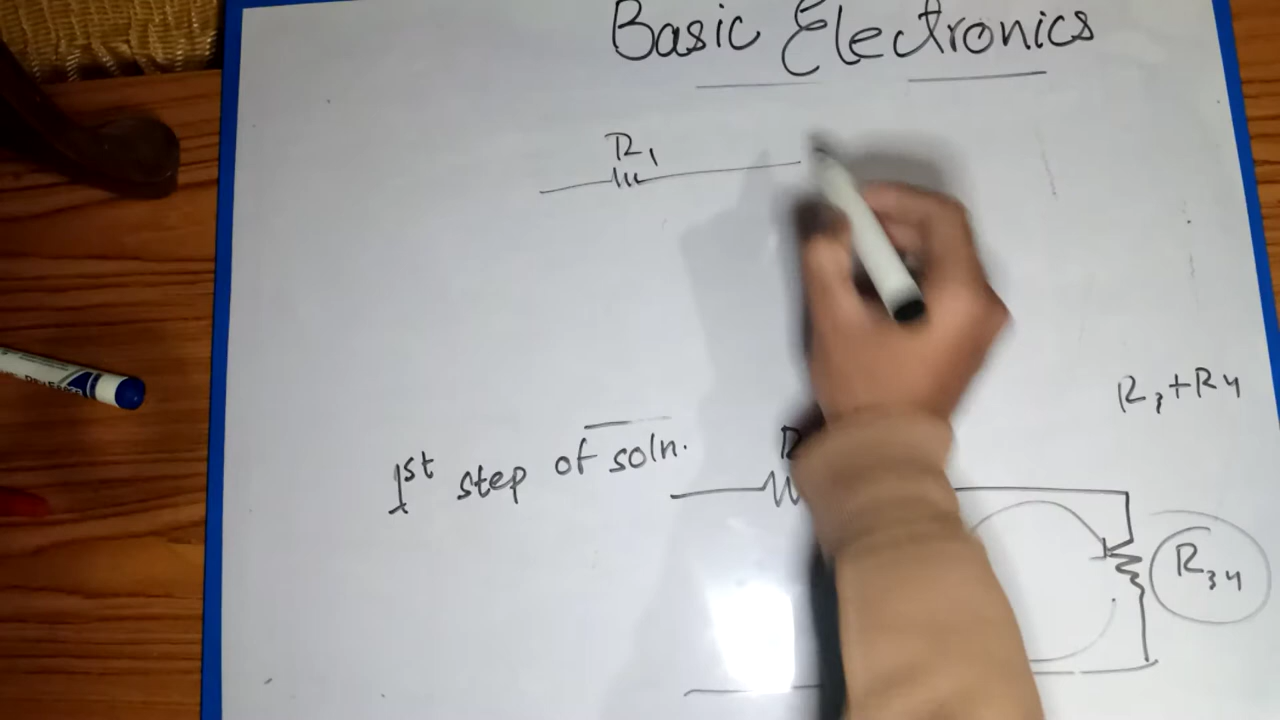 Basic Electronics
R1
R3+R4
1st step of soln.
R34